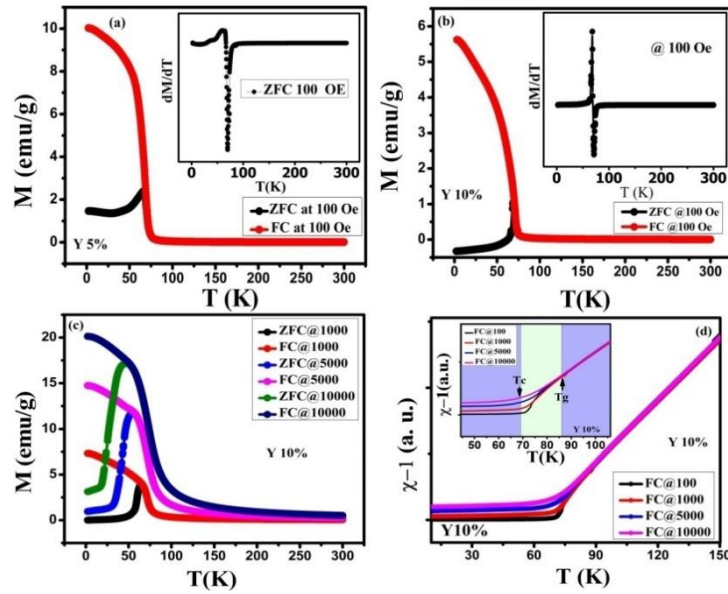 (a)
10
8
6
4
2
0
M (emu/g)
dM/dT
ZFC 100 OE
0 100 200 300
T(K)
ZFC at 100 Oe
FC at 100 Oe
Y 5%
0 50 100 150 200 250 300
T (K)
(b)
6
5
4
3
2
1
0
M (emu/g)
dM/dT
@ 100 Oe
0 100 200 300
T (K)
Y 10%
ZFC @100 Oe
FC @100 Oe
0 50 100 150 200 250 300
T (K)
(c)
20
15
10
5
0
M (emu/g)
ZFC@1000
FC@1000
ZFC@5000
FC@5000
ZFC@10000
FC@10000
Y 10%
0 50 100 150 200 250 300
T(K)
(d)
χ–1 (a. u.)
χ–1(a.u.)
FC@100
FC@1000
FC@5000
FC@10000
Tc
Tg
Y 10%
50 60 70 80 90 100
T(K)
Y 10%
FC@100
FC@1000
FC@5000
FC@10000
Y10%
30 60 90 120 150
T (K)